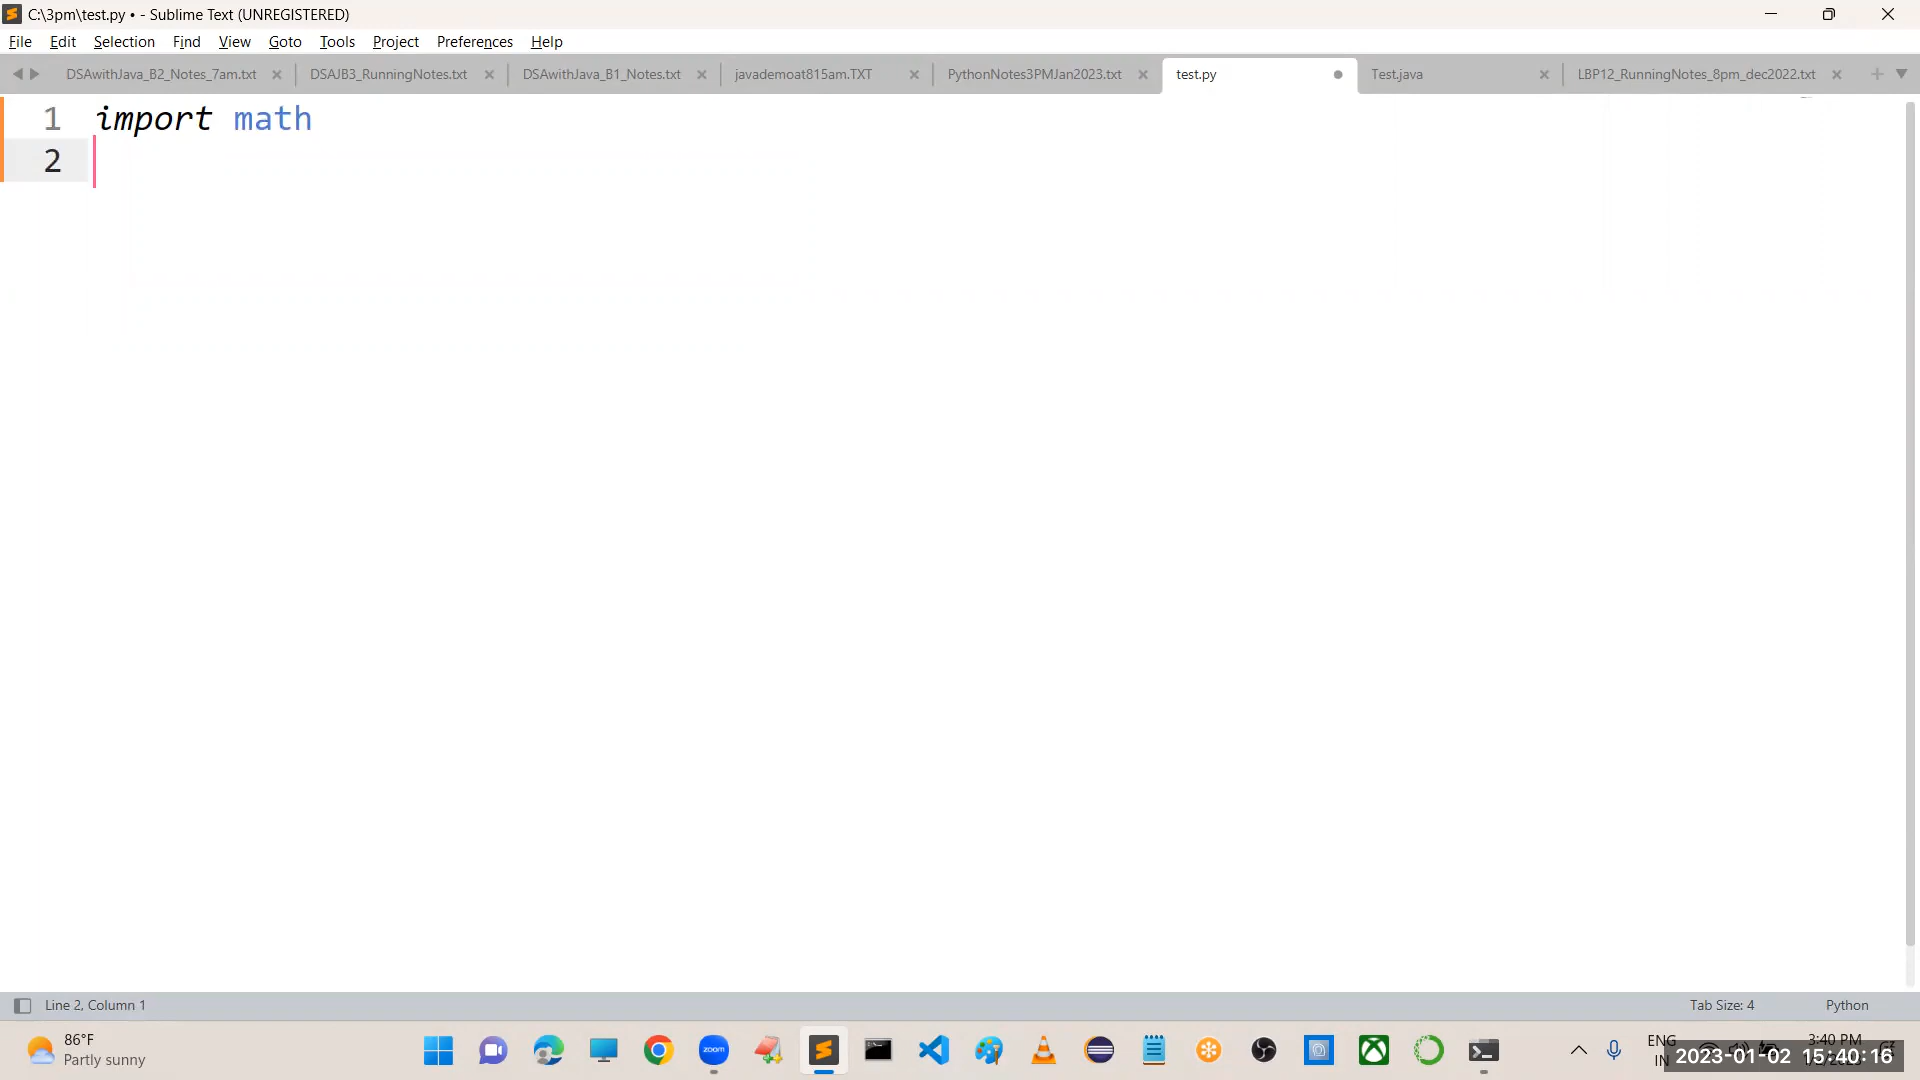 C:\3pm\test.py • - Sublime Text (UNREGISTERED)
File Edit Selection Find View Goto Tools Project Preferences Help
DSAwithJava_B2_Notes_7am.txt DSAJB3_RunningNotes.txt DSAwithJava_B1_Notes.txt javademoat815am.TXT PythonNotes3PMJan2023.txt test.py Test.java LBP12_RunningNotes_8pm_dec2022.txt
1 import math
2
Line 2, Column 1 Tab Size: 4 Python
86°F
Partly sunny
zoom
ENG
IN
3:40 PM
2023-01-02 15:40:16